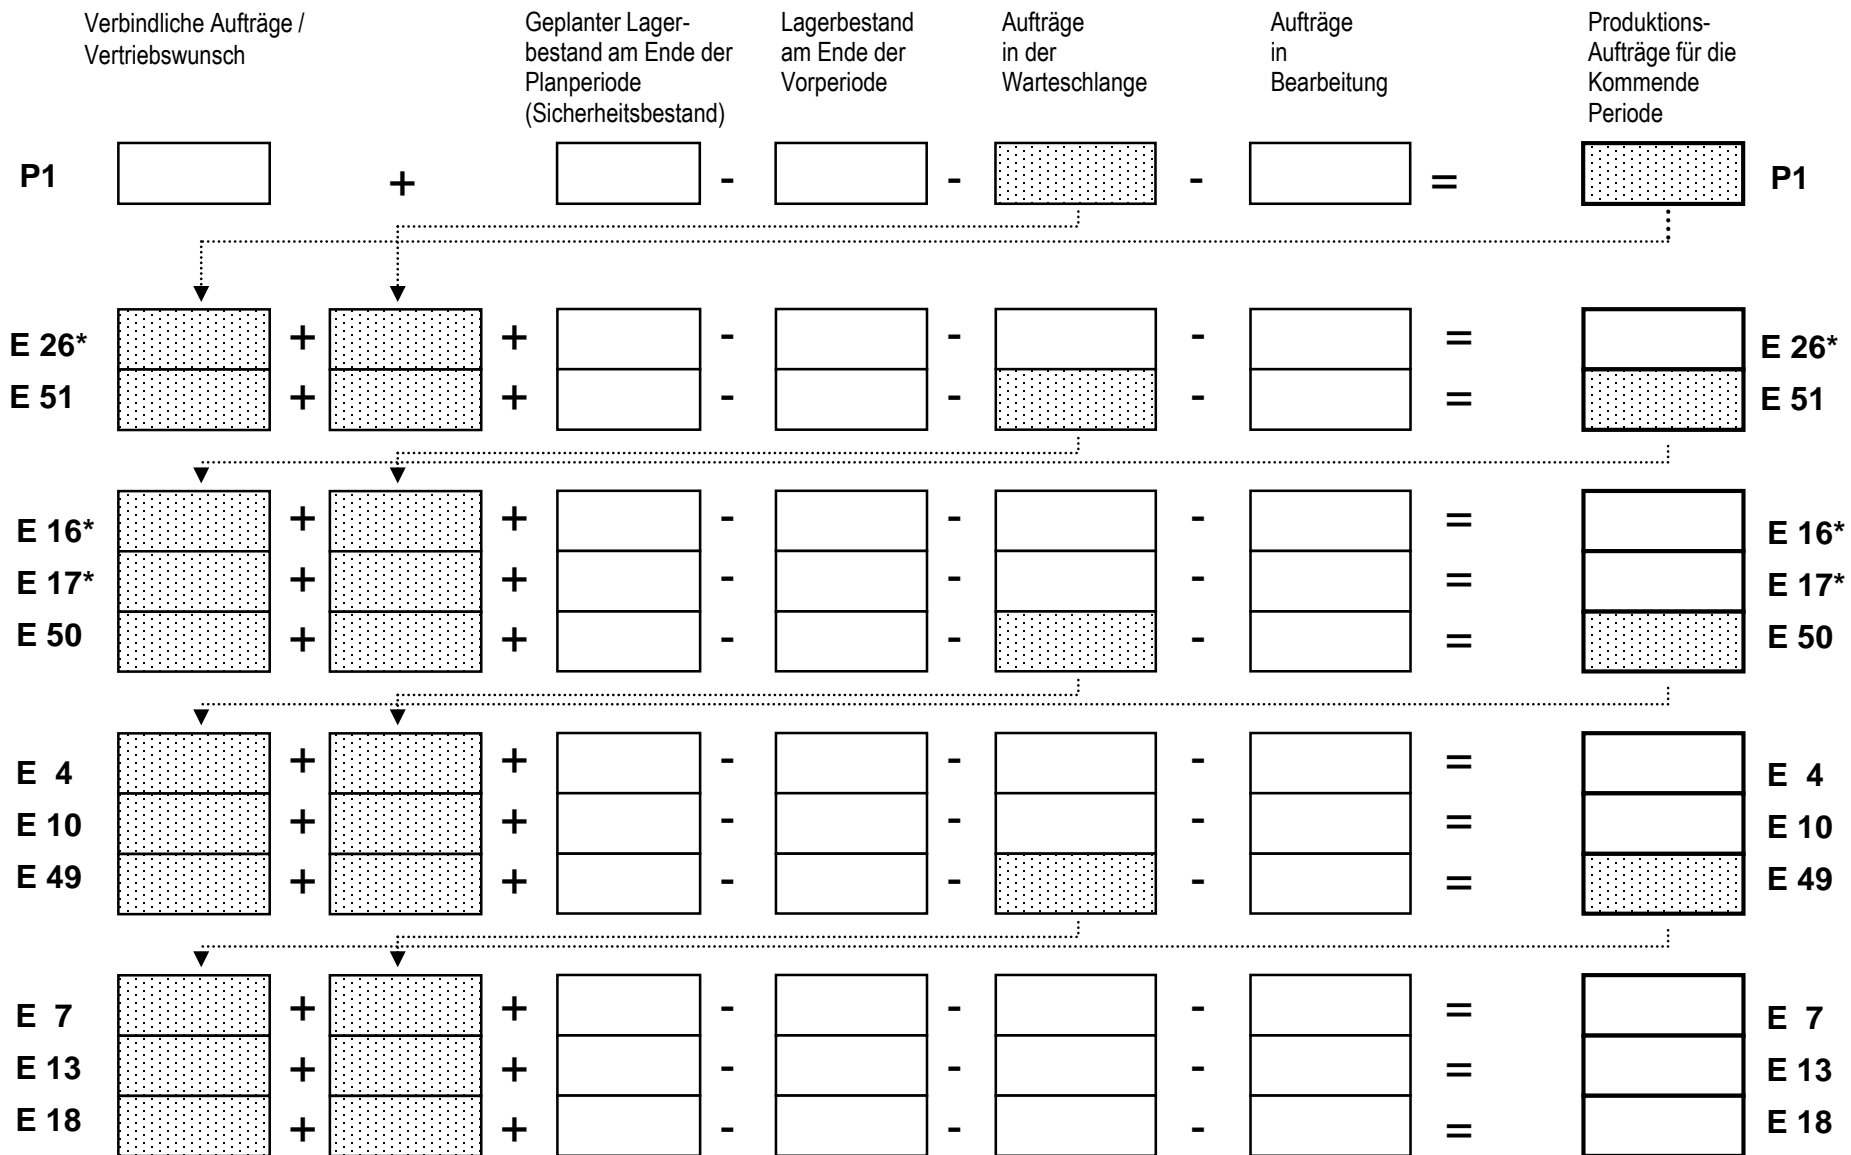 Verbindliche Aufträge /
Vertriebswunsch
Geplanter Lager-
bestand am Ende der
Planperiode
(Sicherheitsbestand)
Lagerbestand
am Ende der
Vorperiode
Aufträge
in der
Warteschlange
Aufträge
in
Bearbeitung
Produktions-
Aufträge für die
Kommende
Periode
P1 + - - - = P1
E 26* + + - - - = E 26*
E 51 + + - - - = E 51
E 16* + + - - - = E 16*
E 17* + + - - - = E 17*
E 50 + + - - - = E 50
E 4 + + - - - = E 4
E 10 + + - - - = E 10
E 49 + + - - - = E 49
E 7 + + - - - = E 7
E 13 + + - - - = E 13
E 18 + + - - - = E 18